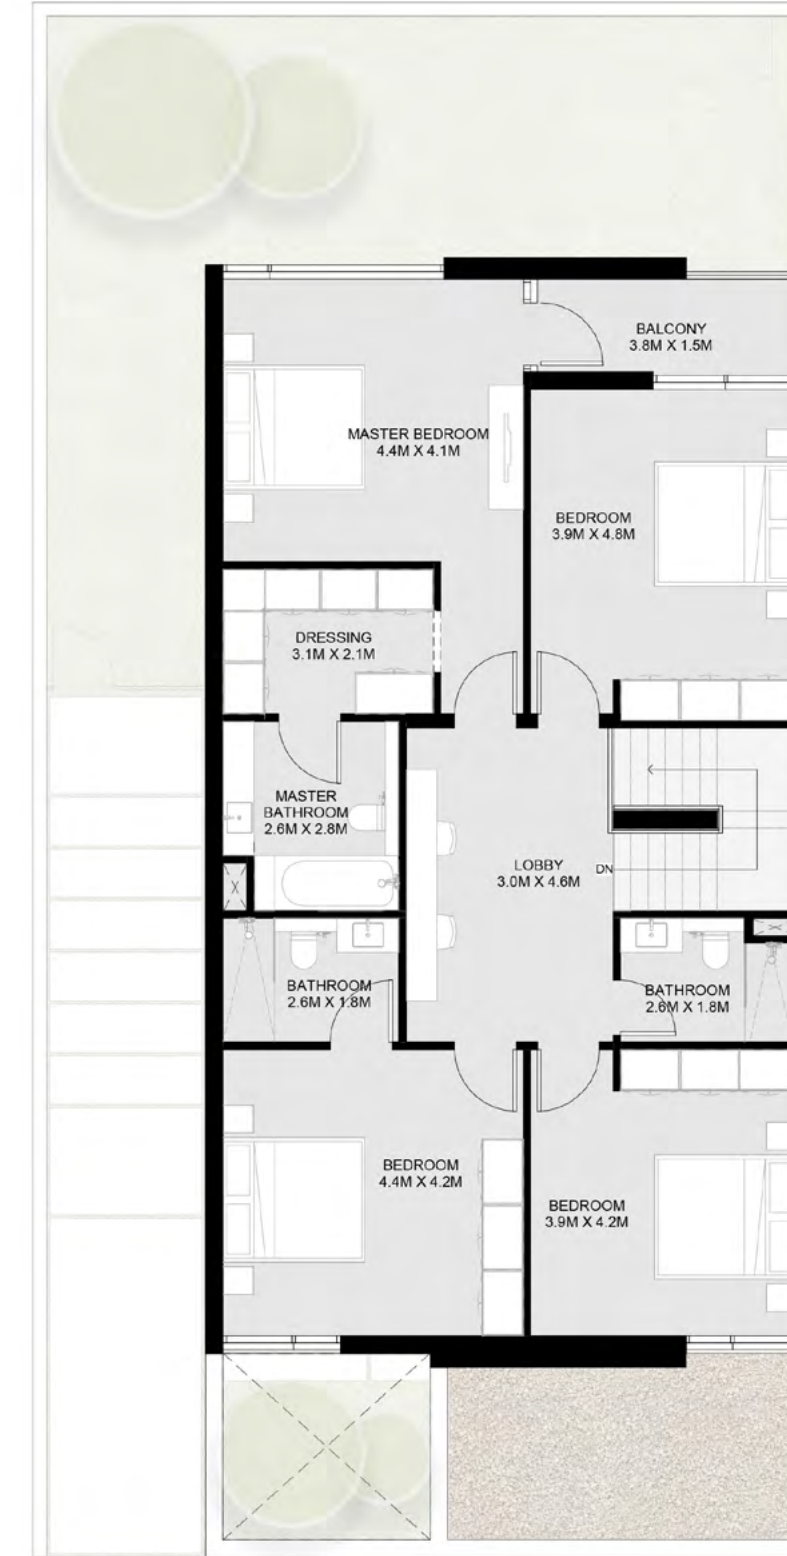 BALCONY
3.8M X 1.5M
MASTER BEDROOM
4.4M X 4.1M
BEDROOM
3.9M X 4.8M
DRESSING
3.1M X 2.1M
MASTER
BATHROOM
2.6M X 2.8M
LOBBY
3.0M X 4.6M
DN
BATHROOM
2.6M X 1.8M
BATHROOM
2.6M X 1.8M
BEDROOM
4.4M X 4.2M
BEDROOM
3.9M X 4.2M